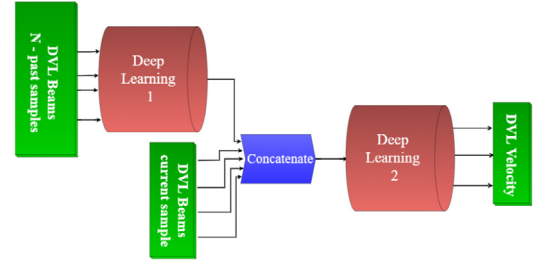 DVL Beams
N - past samples
Deep
Learning
1
DVL Beams
current sample
Concatenate
Deep
Learning
2
DVL Velocity